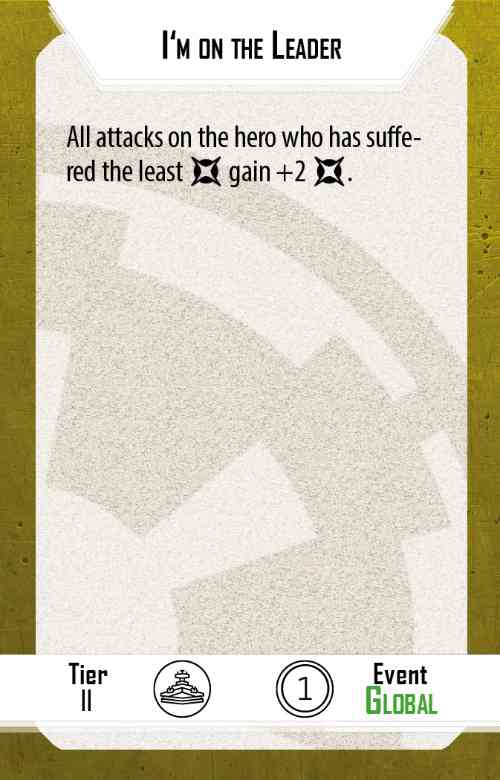 I‘m on the Leader
All attacks on the hero who has suffe-
red the least gain +2 .
Tier
II
1
Event
Global